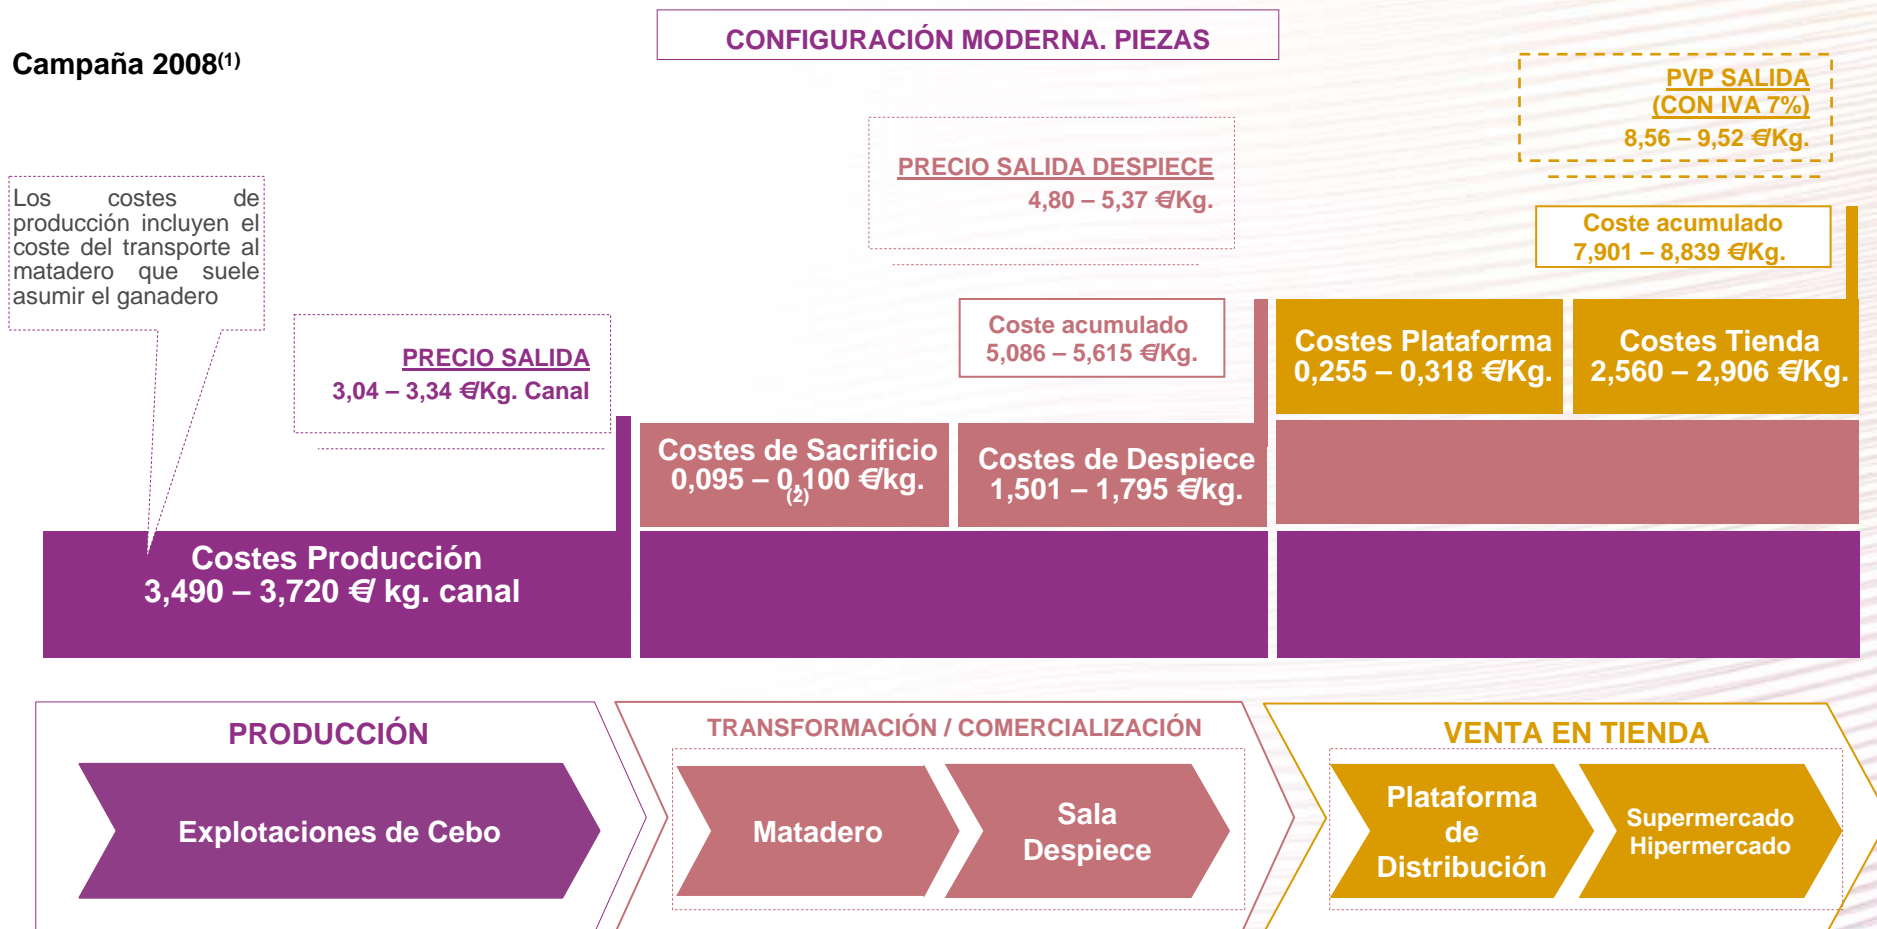 CONFIGURACIÓN MODERNA. PIEZAS
Campaña 2008(1)
PVP SALIDA
(CON IVA 7%)
8,56 – 9,52 €/Kg.
PRECIO SALIDA DESPIECE
4,80 – 5,37 €/Kg.
Los costes de
producción incluyen el
coste del transporte al
matadero que suele
asumir el ganadero
Coste acumulado
7,901 – 8,839 €/Kg.
PRECIO SALIDA
3,04 – 3,34 €/Kg. Canal
Coste acumulado
5,086 – 5,615 €/Kg.
Costes Plataforma
0,255 – 0,318 €/Kg.
Costes Tienda
2,560 – 2,906 €/Kg.
Costes de Sacrificio
0,095 – 0,100 €/kg.
(2)
Costes de Despiece
1,501 – 1,795 €/kg.
Costes Producción
3,490 – 3,720 €/ kg. canal
PRODUCCIÓN
TRANSFORMACIÓN / COMERCIALIZACIÓN
VENTA EN TIENDA
Explotaciones de Cebo
Matadero
Sala
Despiece
Plataforma
de
Distribución
Supermercado
Hipermercado